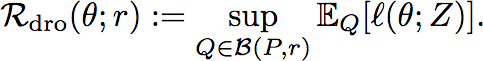 ℛ_dro(θ; r) := sup_{Q∈ℬ(P,r)} 𝔼_Q[ℓ(θ; Z)].